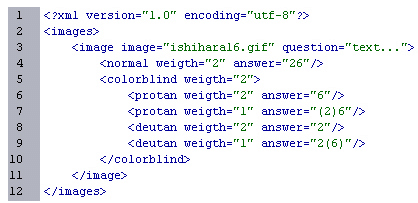 1 <?xml version="1.0" encoding="utf-8"?>
2 <images>
3 <image image="ishihara16.gif" question="text...">
4 <normal weigth="2" answer="26"/>
5 <colorblind weigth="2">
6 <protan weigth="2" answer="6"/>
7 <protan weigth="1" answer="(2)6"/>
8 <deutan weigth="2" answer="2"/>
9 <deutan weigth="1" answer="2(6)"/>
10 </colorblind>
11 </image>
12 </images>